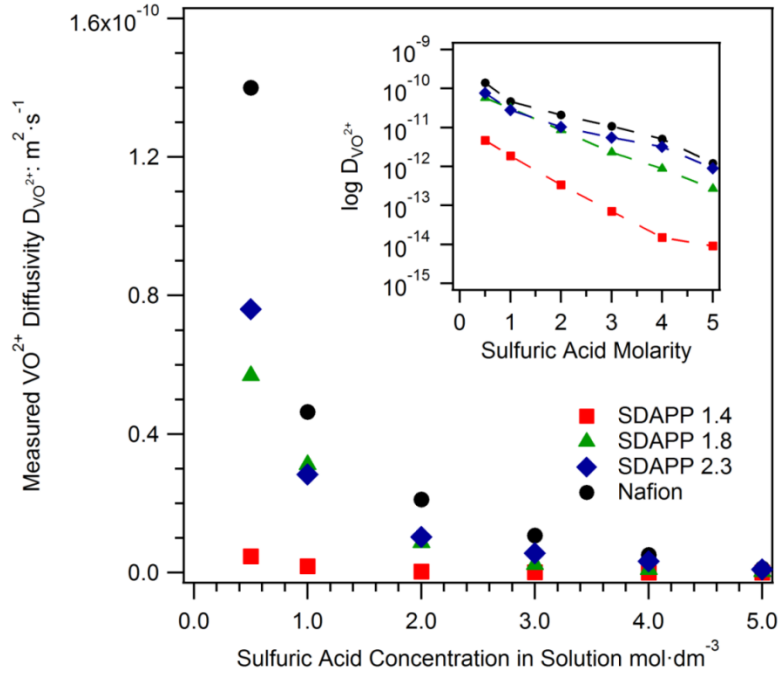 1.6x10⁻¹⁰
1.2
0.8
0.4
0.0
Measured VO²⁺ Diffusivity D_VO²⁺: m²·s⁻¹
0.0
1.0
2.0
3.0
4.0
5.0
Sulfuric Acid Concentration in Solution mol·dm⁻³
10⁻⁹
10⁻¹⁰
10⁻¹¹
10⁻¹²
10⁻¹³
10⁻¹⁴
10⁻¹⁵
log D_VO²⁺
0
1
2
3
4
5
Sulfuric Acid Molarity
SDAPP 1.4
SDAPP 1.8
SDAPP 2.3
Nafion